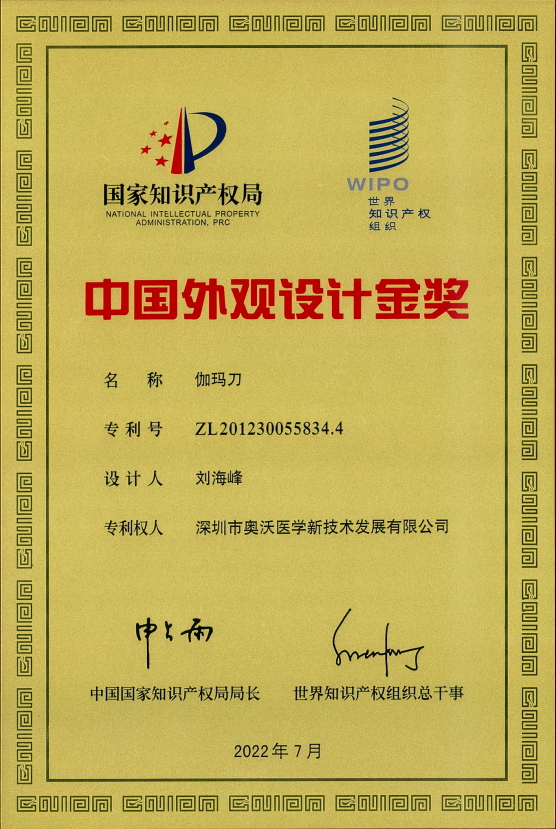 国家知识产权局
NATIONAL INTELLECTUAL PROPERTY
ADMINISTRATION, PRC
WIPO
世界
知识产权
组织
中国外观设计金奖
名 称 伽玛刀
专利号 ZL201230055834.4
设计人 刘海峰
专利权人 深圳市奥沃医学新技术发展有限公司
申长雨
中国国家知识产权局局长 世界知识产权组织总干事
2022年7月